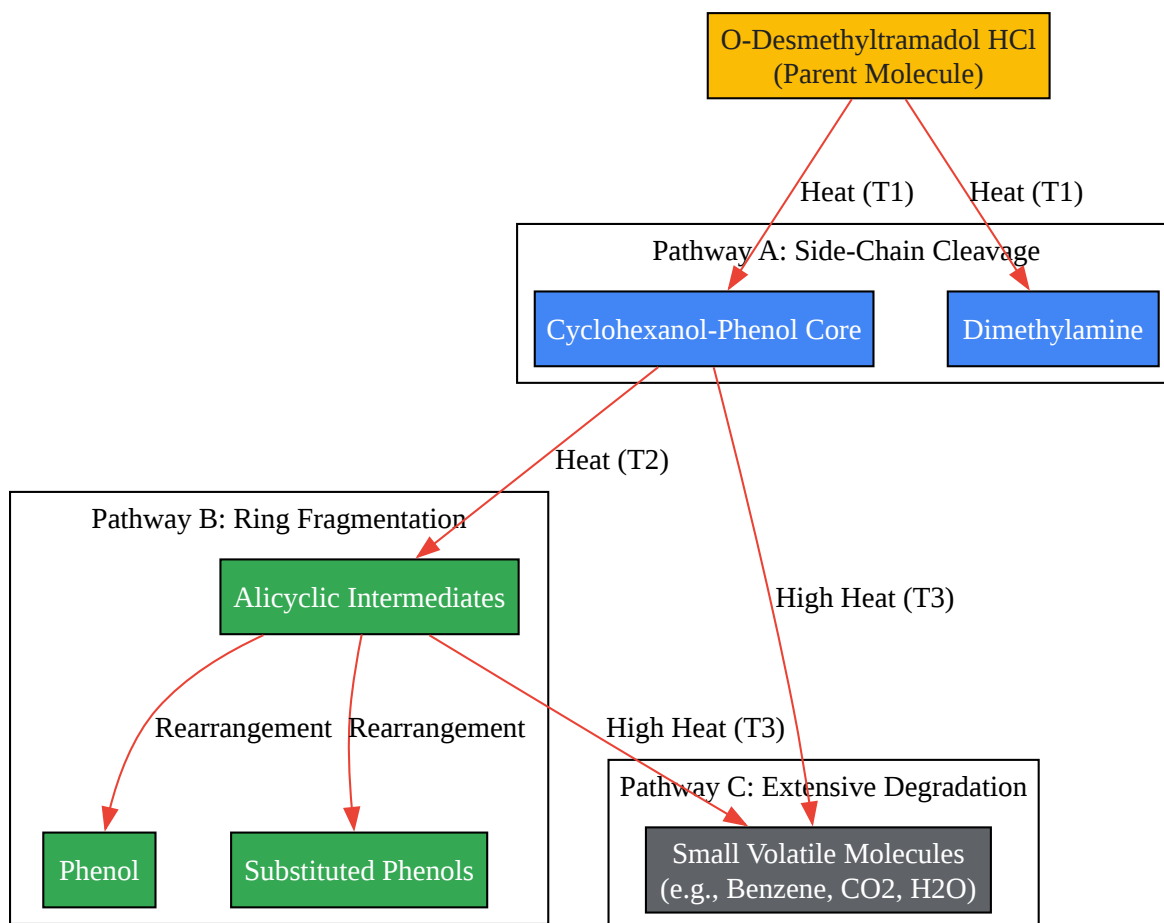 O-Desmethyltramadol HCl
(Parent Molecule)
Heat (T1)
Heat (T1)
Pathway A: Side-Chain Cleavage
Cyclohexanol-Phenol Core
Dimethylamine
Heat (T2)
Pathway B: Ring Fragmentation
Alicyclic Intermediates
High Heat (T3)
Rearrangement
Rearrangement
High Heat (T3)
Pathway C: Extensive Degradation
Phenol
Substituted Phenols
Small Volatile Molecules
(e.g., Benzene, CO2, H2O)